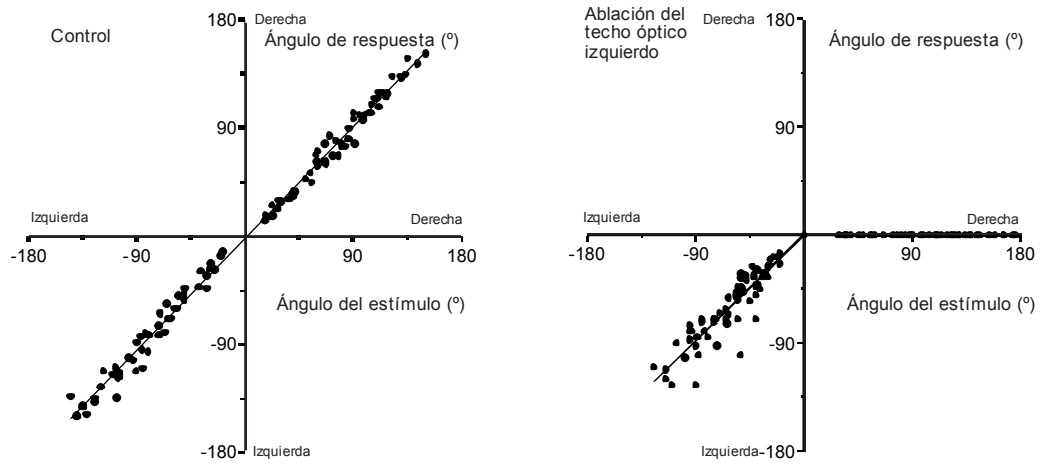 180
Derecha
Control
Ángulo de respuesta (º)
90
Izquierda
Derecha
-180
-90
90
180
Ángulo del estímulo (º)
-90
-180
Izquierda
Ablación del
techo óptico
izquierdo
180
Derecha
Ángulo de respuesta (º)
90
Izquierda
Derecha
-180
-90
90
180
Ángulo del estímulo (º)
-90
Izquierda
-180